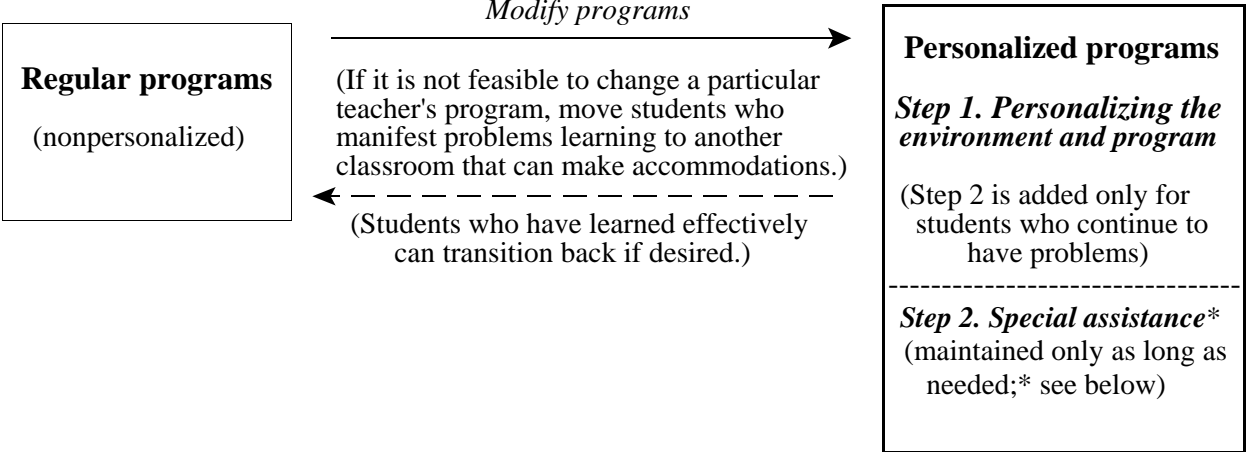 Modify programs
Regular programs
(nonpersonalized)
(If it is not feasible to change a particular
teacher's program, move students who
manifest problems learning to another
classroom that can make accommodations.)
(Students who have learned effectively
can transition back if desired.)
Personalized programs
Step 1. Personalizing the
environment and program
(Step 2 is added only for
students who continue to
have problems)
Step 2. Special assistance*
(maintained only as long as
needed;* see below)